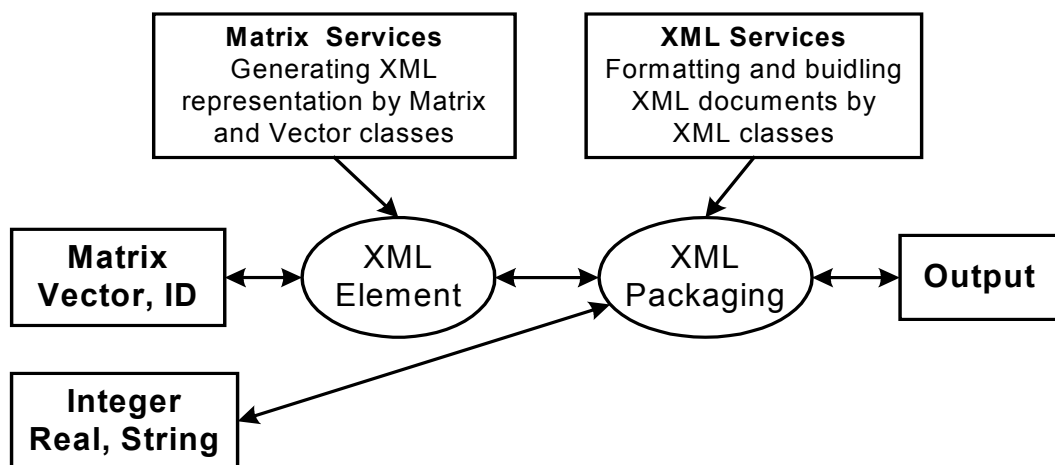 Matrix Services
Generating XML
representation by Matrix
and Vector classes
XML Services
Formatting and buidling
XML documents by
XML classes
Matrix
Vector, ID
XML
Element
XML
Packaging
Output
Integer
Real, String